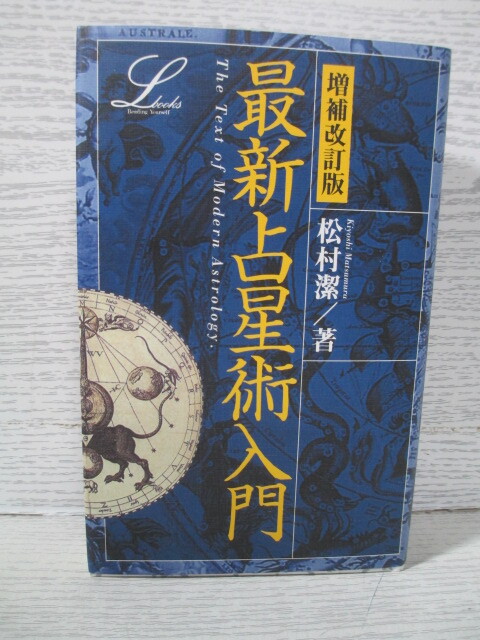 AUSTRALE.
L books
Reading Yourself
増補改訂版
最新占星術入門
The Text of Modern Astrology.
松村潔/著
Kiyoshi Matsumura